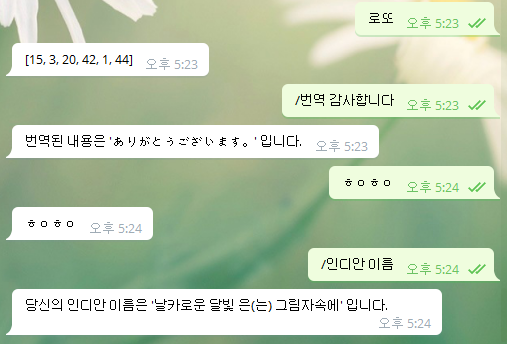 로또
오후 5:23
[15, 3, 20, 42, 1, 44]
오후 5:23
/번역 감사합니다
오후 5:23
번역된 내용은 'ありがとうございます。' 입니다.
오후 5:23
ㅎㅇㅎㅇ
오후 5:24
ㅎㅇㅎㅇ
오후 5:24
/인디안 이름
오후 5:24
당신의 인디안 이름은 '날카로운 달빛 은(는) 그림자속에' 입니다.
오후 5:24